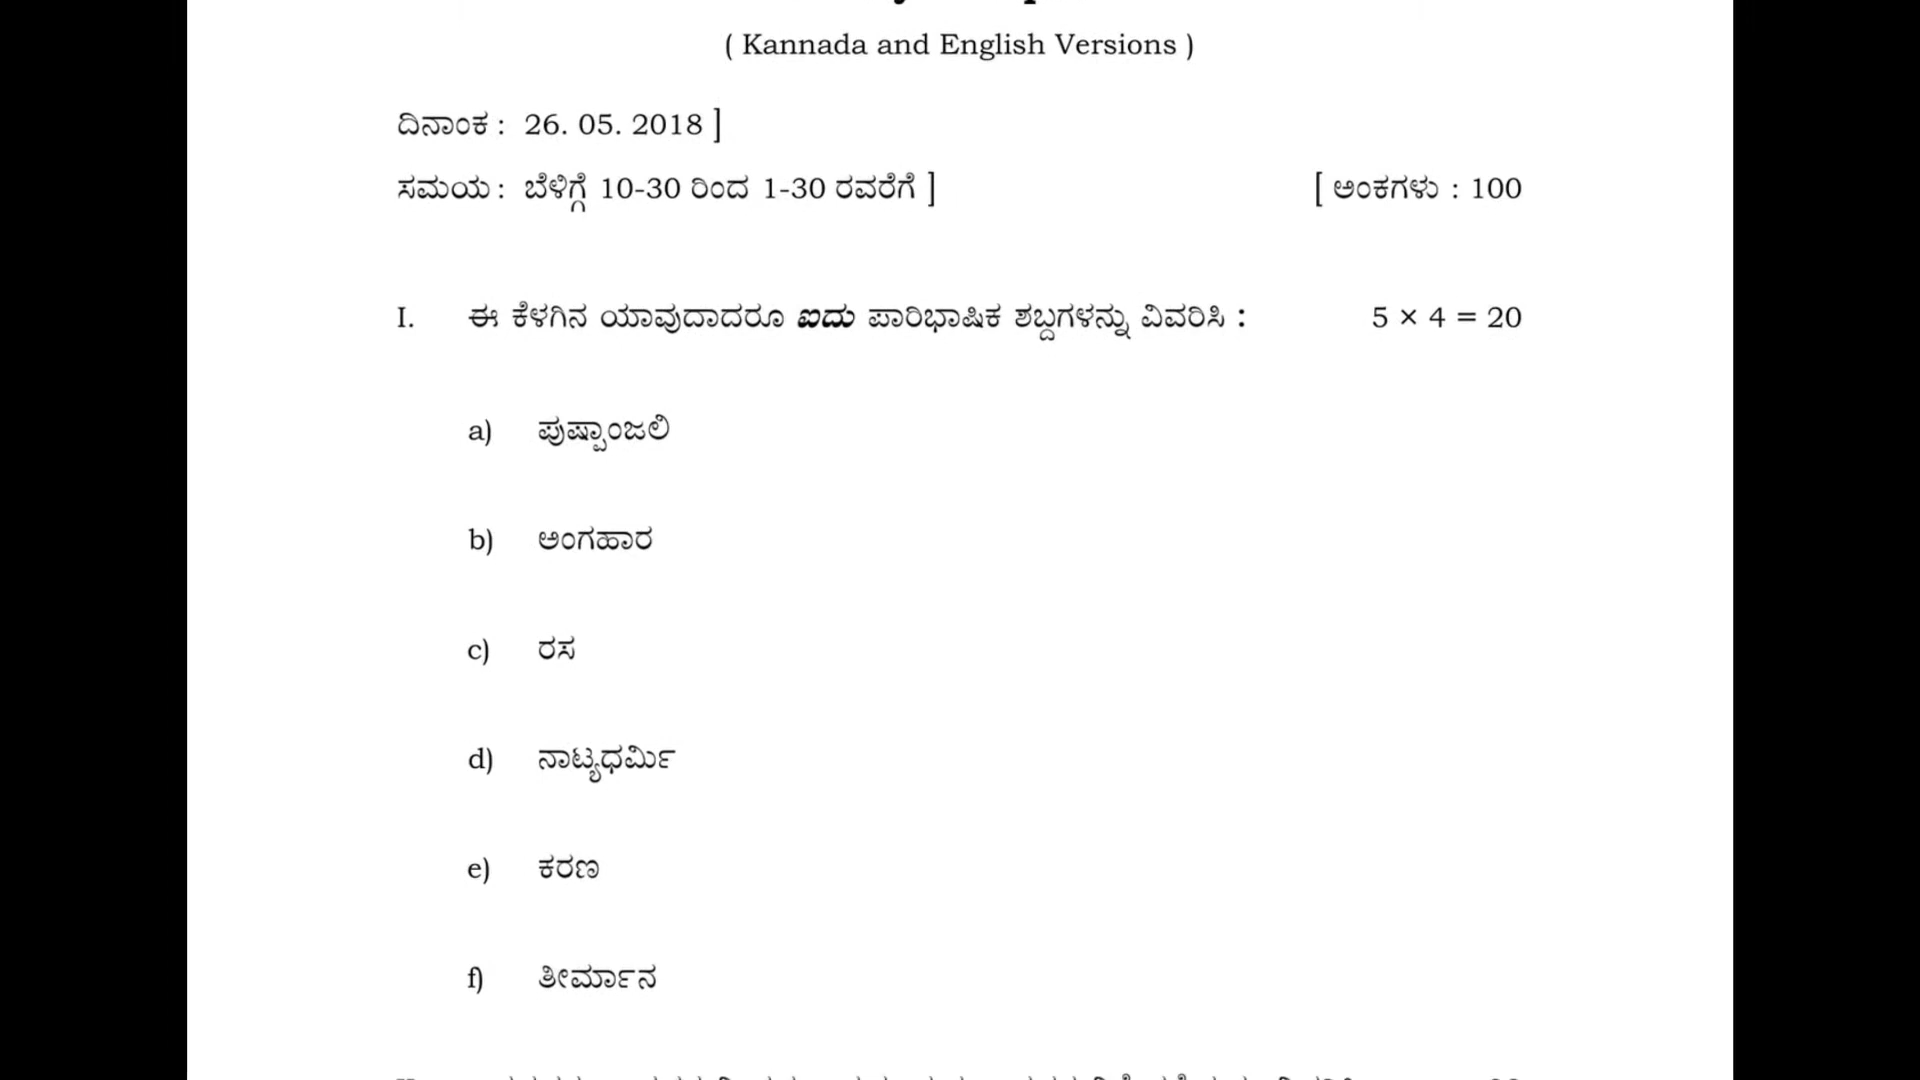 ( Kannada and English Versions )
ದಿನಾಂಕ : 26. 05. 2018 ]
ಸಮಯ : ಬೆಳಿಗ್ಗೆ 10-30 ರಿಂದ 1-30 ರವರೆಗೆ ] [ ಅಂಕಗಳು : 100
I. ಈ ಕೆಳಗಿನ ಯಾವುದಾದರೂ ಐದು ಪಾರಿಭಾಷಿಕ ಶಬ್ದಗಳನ್ನು ವಿವರಿಸಿ : 5 × 4 = 20
a) ಪುಷ್ಪಾಂಜಲಿ
b) ಅಂಗಹಾರ
c) ರಸ
d) ನಾಟ್ಯಧರ್ಮಿ
e) ಕರಣ
f) ತೀರ್ಮಾನ